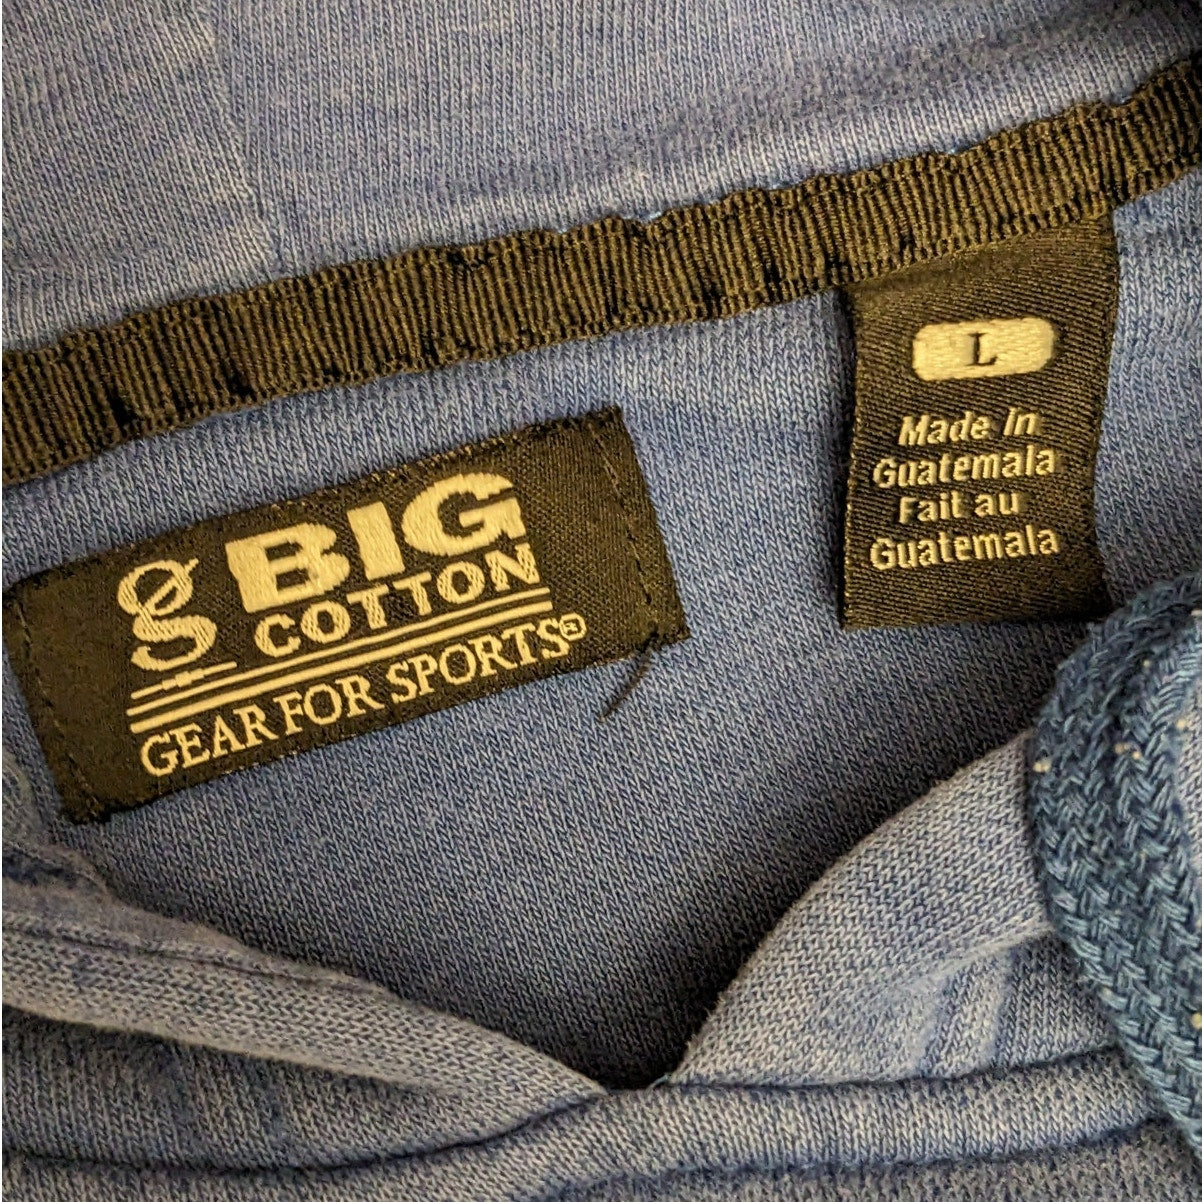 BIG
COTTON
GEAR FOR SPORTS®
L
Made in
Guatemala
Fait au
Guatemala